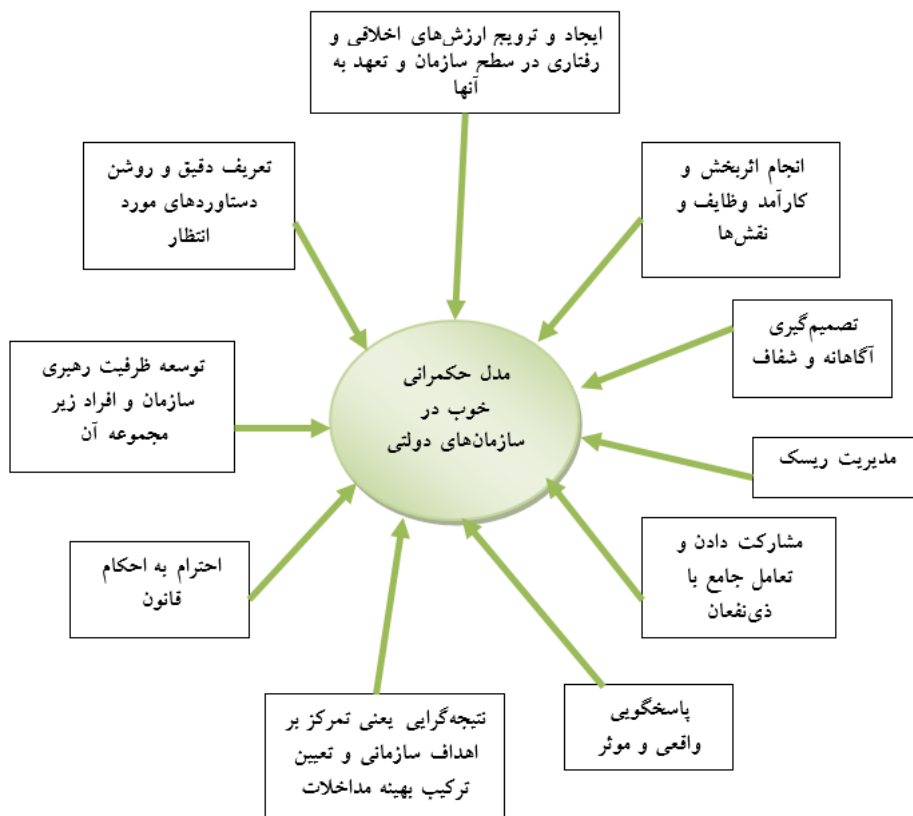 ایجاد و ترویج ارزش‌های اخلاقی و
رفتاری در سطح سازمان و تعهد به
آنها
انجام اثربخش و
کارآمد وظایف و
نقش‌ها
تصمیم‌گیری
آگاهانه و شفاف
مدیریت ریسک
مشارکت دادن و
تعامل جامع با
ذی‌نفعان
پاسخگویی
واقعی و موثر
نتیجه‌گرایی یعنی تمرکز بر
اهداف سازمانی و تعیین
ترکیب بهینه مداخلات
احترام به احکام
قانون
توسعه ظرفیت رهبری
سازمان و افراد زیر
مجموعه آن
تعریف دقیق و روشن
دستاوردهای مورد
انتظار
مدل حکمرانی
خوب در
سازمان‌های دولتی